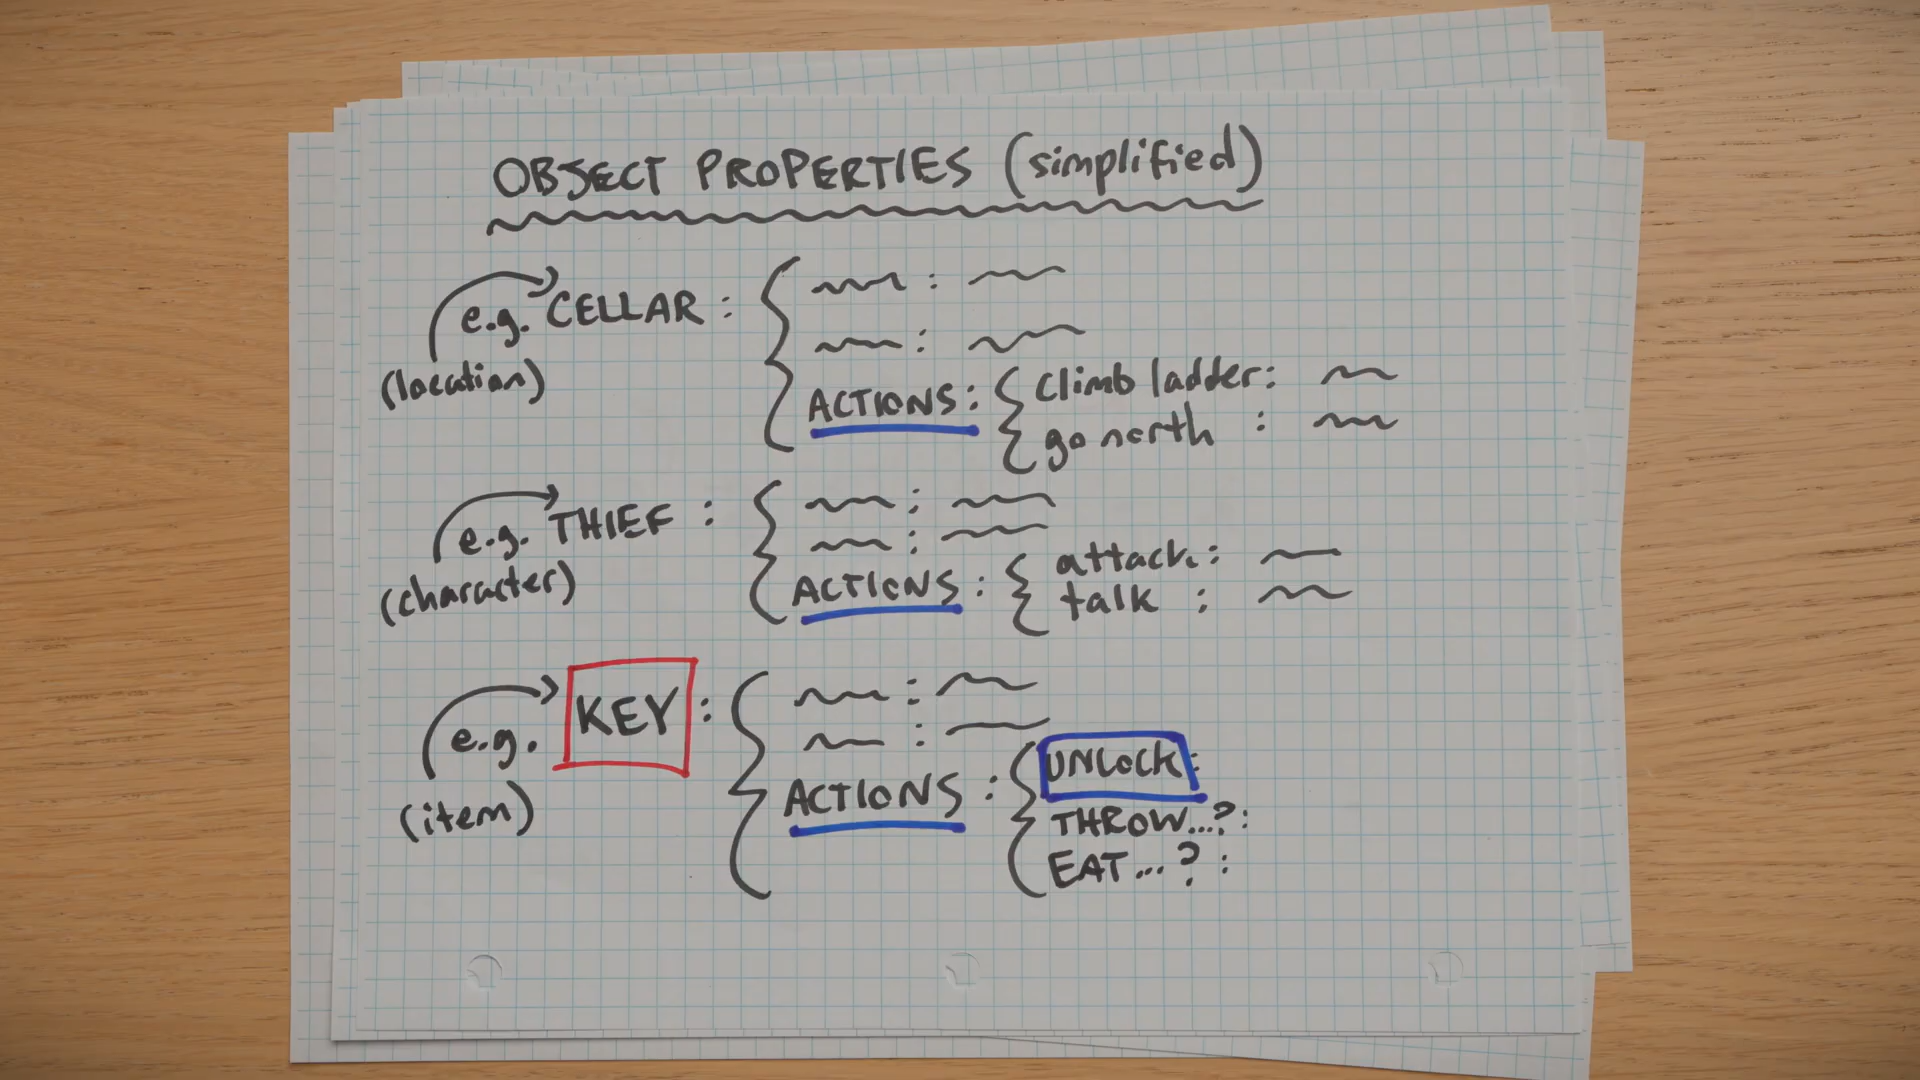 OBJECT PROPERTIES (simplified)
e.g. CELLAR :
(location)
ACTIONS : climb ladder :
go north :
e.g. THIEF :
(character)
ACTIONS : attack :
talk :
e.g. KEY :
(item)
ACTIONS : UNLOCK :
THROW...? :
EAT...? :